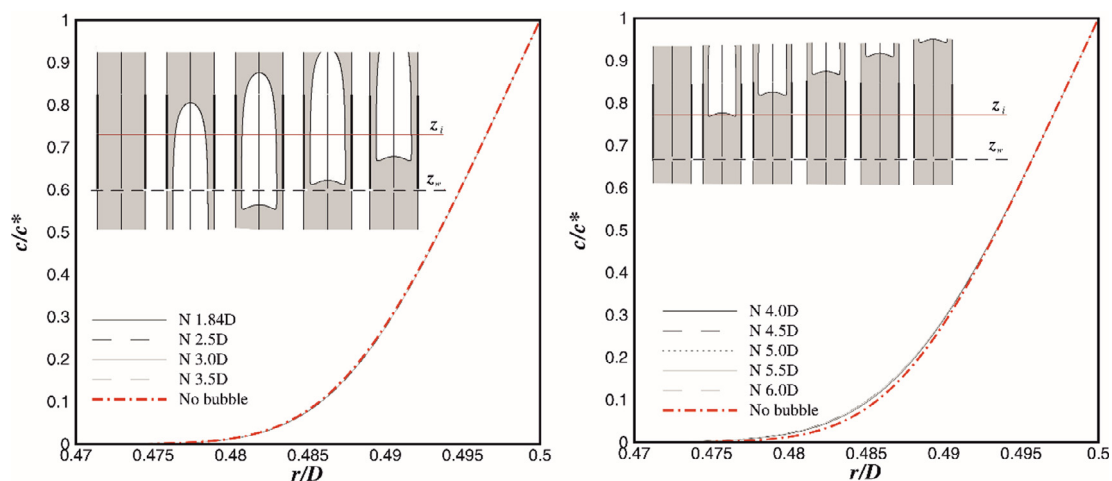 1
0.9
0.8
0.7
0.6
0.5
0.4
0.3
0.2
0.1
0
c/c*
z_i
z_w
N 1.84D
N 2.5D
N 3.0D
N 3.5D
No bubble
0.47 0.475 0.48 0.485 0.49 0.495 0.5
r/D
1
0.9
0.8
0.7
0.6
0.5
0.4
0.3
0.2
0.1
0
c/c*
z_i
z_w
N 4.0D
N 4.5D
N 5.0D
N 5.5D
N 6.0D
No bubble
0.47 0.475 0.48 0.485 0.49 0.495 0.5
r/D